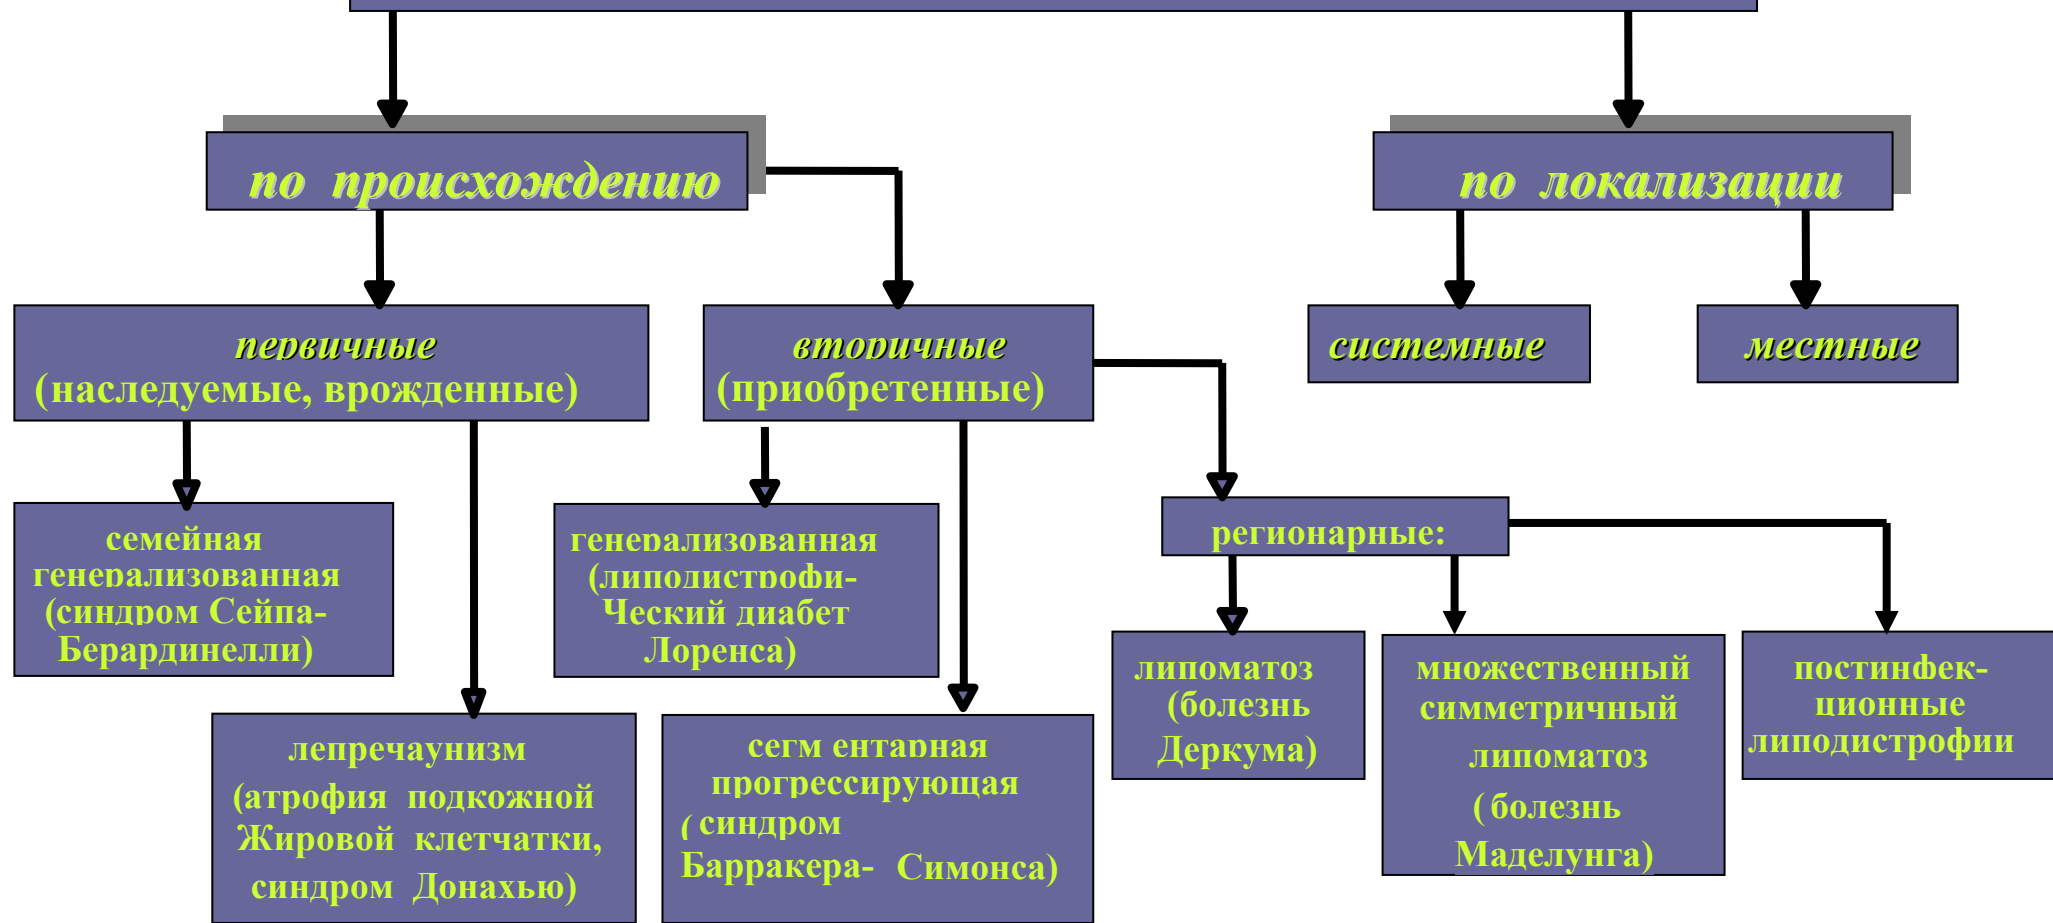 по происхождению
по локализации
первичные
(наследуемые, врожденные)
вторичные
(приобретенные)
системные
местные
семейная
генерализованная
(синдром Сейпа-
Берардинелли)
генерализованная
(липодистрофи-
Ческий диабет
Лоренса)
регионарные:
лепречаунизм
(атрофия подкожной
Жировой клетчатки,
синдром Донахью)
сегм ентарная
прогрессирующая
( синдром
Барракера- Симонса)
липоматоз
(болезнь
Деркума)
множественный
симметричный
липоматоз
( болезнь
Маделунга)
постинфек-
ционные
липодистрофии